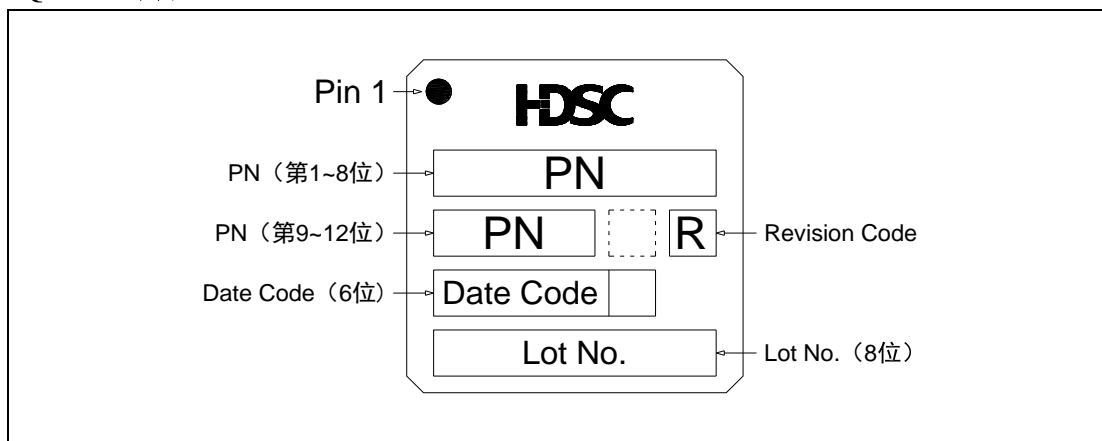 Pin 1
HDSC
PN（第1~8位）
PN
PN（第9~12位）
PN
R
Revision Code
Date Code（6位）
Date Code
Lot No.
Lot No.（8位）